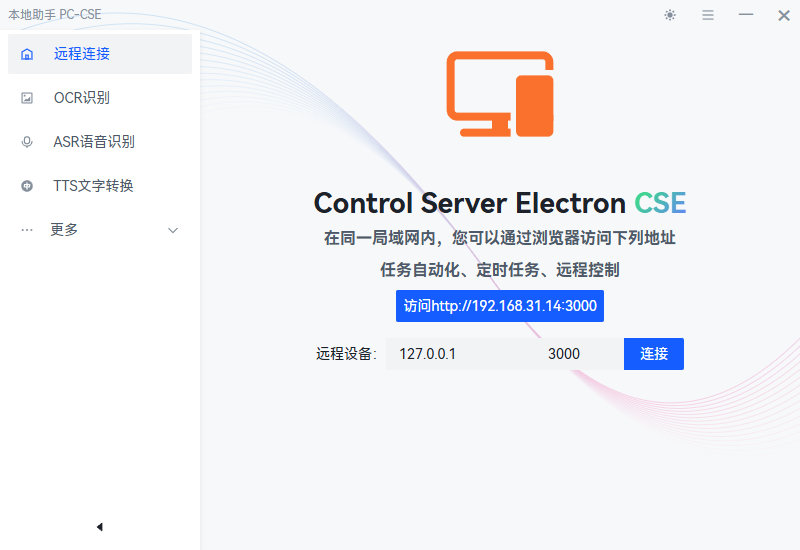 本地助手 PC-CSE
远程连接
OCR识别
ASR语音识别
TTS文字转换
更多
Control Server Electron CSE
在同一局域网内，您可以通过浏览器访问下列地址
任务自动化、定时任务、远程控制
访问http://192.168.31.14:3000
远程设备： 127.0.0.1 3000 连接